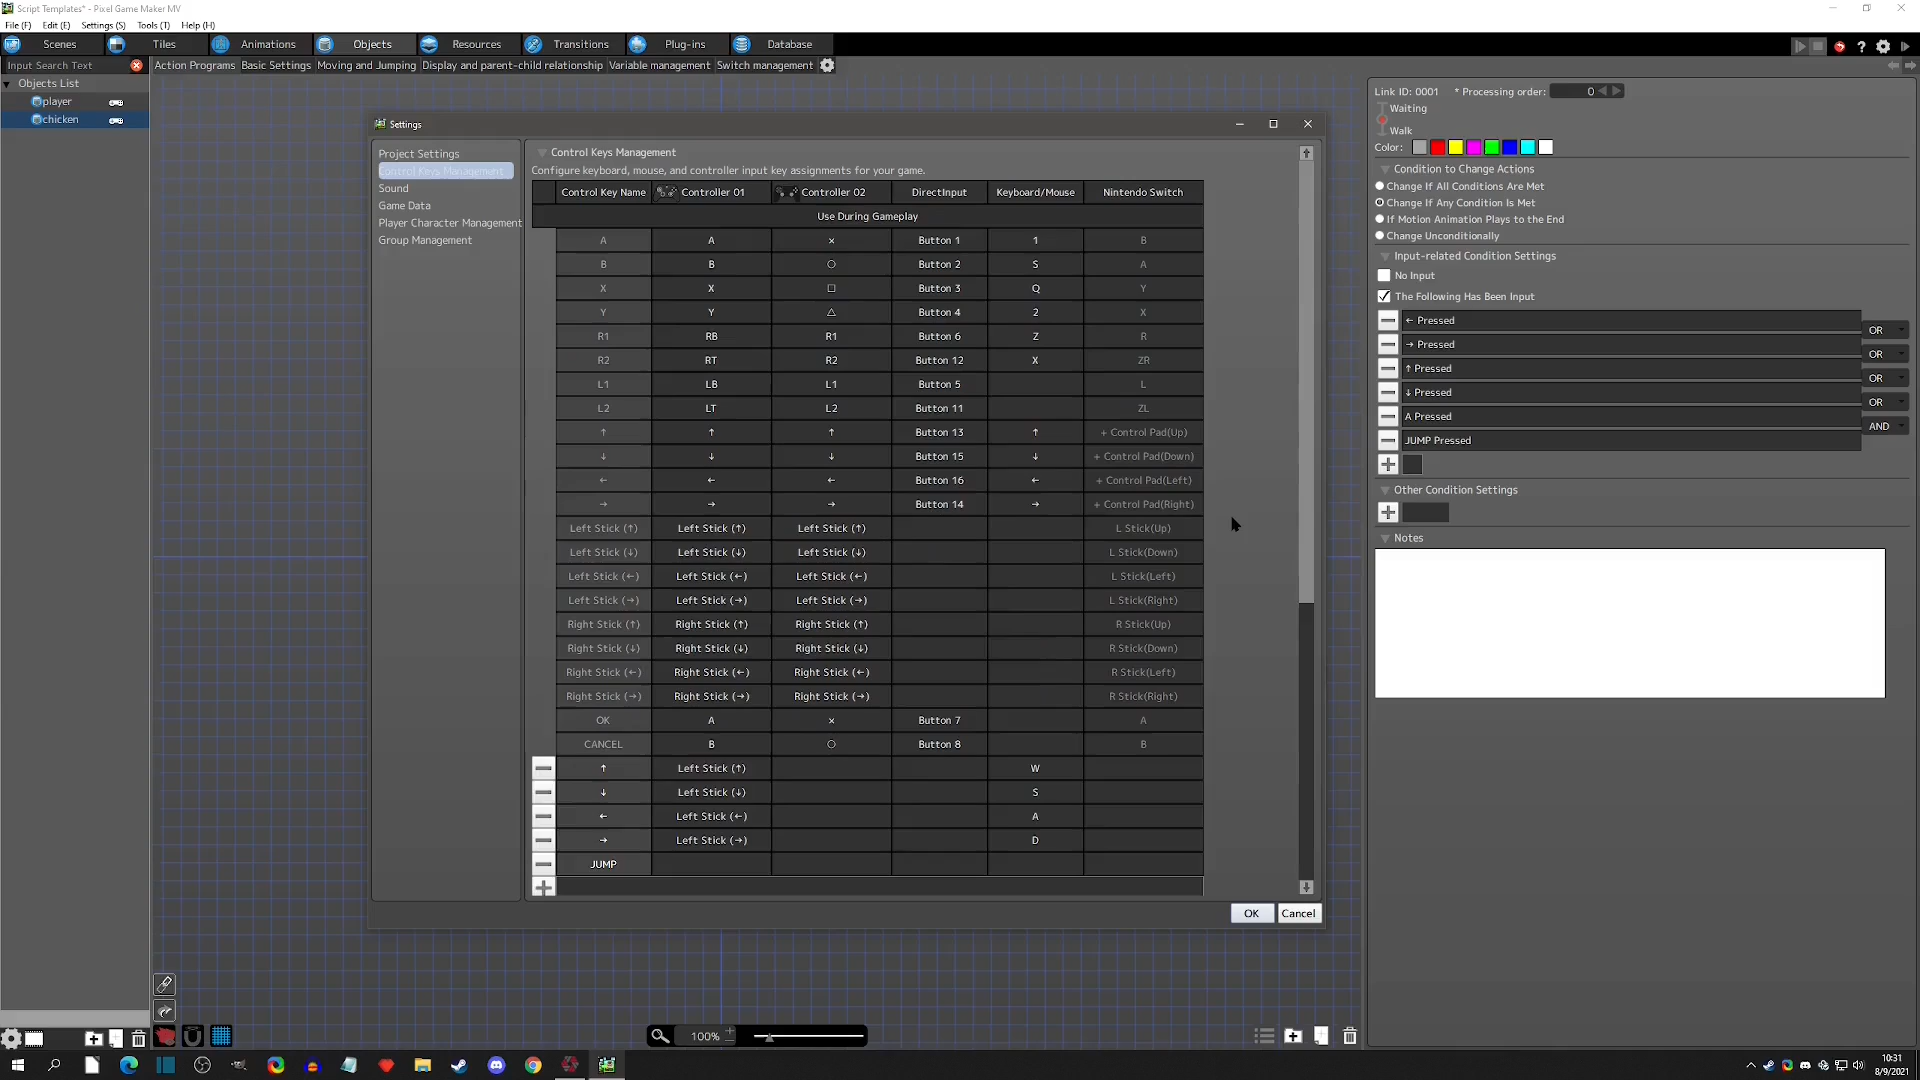 Script Templates* - Pixel Game Maker MV
File (F) Edit (E) Settings (S) Tools (T) Help (H)
Scenes Tiles Animations Objects Resources Transitions Plug-ins Database
Input Search Text Action Programs Basic Settings Moving and Jumping Display and parent-child relationship Variable management Switch management
Objects List
player
chicken
Settings
Project Settings
Control Keys Management
Sound
Game Data
Player Character Management
Group Management
Control Keys Management
Configure keyboard, mouse, and controller input key assignments for your game.
Control Key Name Controller 01 Controller 02 DirectInput Keyboard/Mouse Nintendo Switch
Use During Gameplay
A A × Button 1 1 B
B B ○ Button 2 S A
X X □ Button 3 Q Y
Y Y △ Button 4 2 X
R1 RB R1 Button 6 Z R
R2 RT R2 Button 12 X ZR
L1 LB L1 Button 5 L
L2 LT L2 Button 11 ZL
↑ ↑ ↑ Button 13 ↑ + Control Pad(Up)
↓ ↓ ↓ Button 15 ↓ + Control Pad(Down)
← ← ← Button 16 ← + Control Pad(Left)
→ → → Button 14 → + Control Pad(Right)
Left Stick (↑) Left Stick (↑) Left Stick (↑) L Stick(Up)
Left Stick (↓) Left Stick (↓) Left Stick (↓) L Stick(Down)
Left Stick (←) Left Stick (←) Left Stick (←) L Stick(Left)
Left Stick (→) Left Stick (→) Left Stick (→) L Stick(Right)
Right Stick (↑) Right Stick (↑) Right Stick (↑) R Stick(Up)
Right Stick (↓) Right Stick (↓) Right Stick (↓) R Stick(Down)
Right Stick (←) Right Stick (←) Right Stick (←) R Stick(Left)
Right Stick (→) Right Stick (→) Right Stick (→) R Stick(Right)
OK A × Button 7 A
CANCEL B ○ Button 8 B
↑ Left Stick (↑) W
↓ Left Stick (↓) S
← Left Stick (←) A
→ Left Stick (→) D
JUMP
OK Cancel
Link ID: 0001 * Processing order: 0
Waiting
Walk
Color:
Condition to Change Actions
Change If All Conditions Are Met
Change If Any Condition Is Met
If Motion Animation Plays to the End
Change Unconditionally
Input-related Condition Settings
No Input
The Following Has Been Input
← Pressed
OR
→ Pressed
OR
↑ Pressed
OR
↓ Pressed
OR
A Pressed
AND
JUMP Pressed
Other Condition Settings
Notes
100%
10:31
8/9/2021